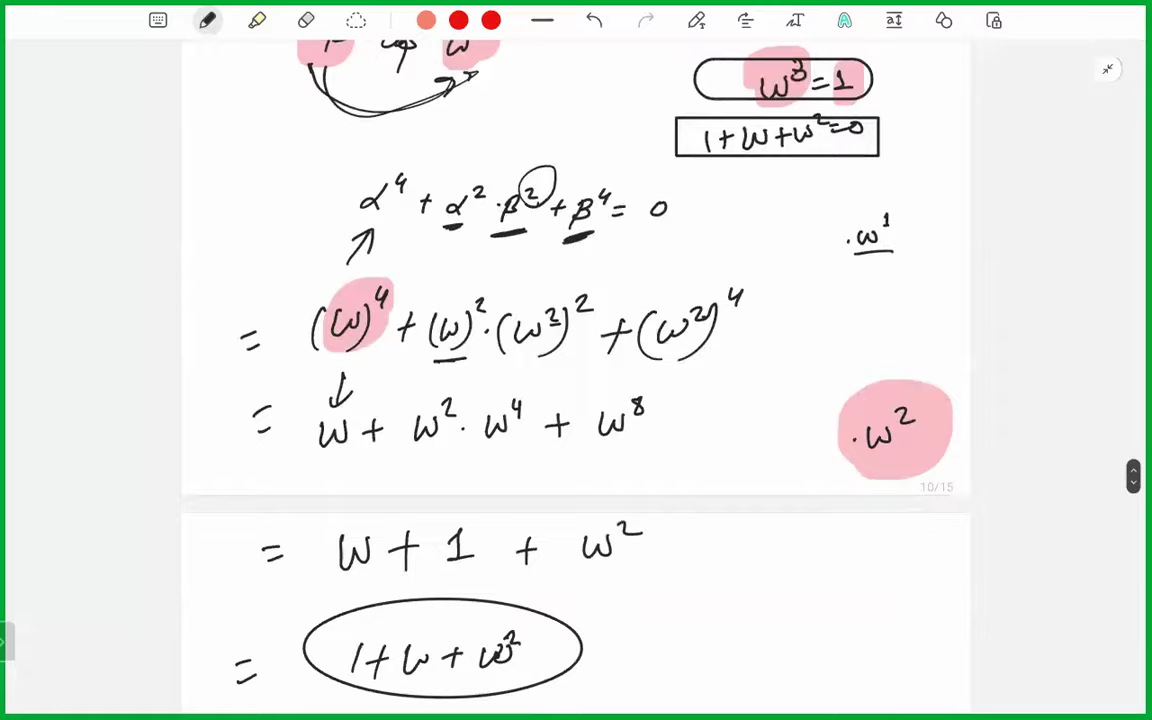 ω³ = 1
1 + ω + ω² = 0
α⁴ + α² · β² + β⁴ = 0
· ω¹
= (ω)⁴ + (ω)² · (ω²)² + (ω²)⁴
= ω + ω² · ω⁴ + ω⁸
· ω²
10/15
= ω + 1 + ω²
= 1 + ω + ω²